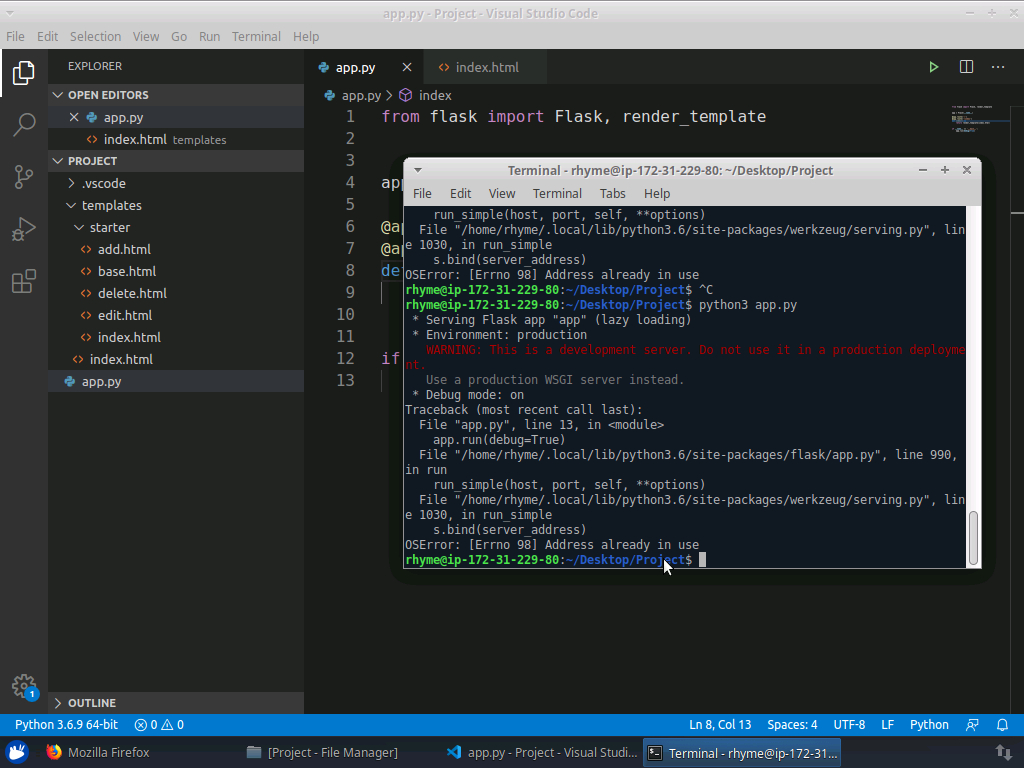 app.py - Project - Visual Studio Code
File Edit Selection View Go Run Terminal Help
EXPLORER
OPEN EDITORS
app.py
index.html templates
PROJECT
.vscode
templates
starter
add.html
base.html
delete.html
edit.html
index.html
index.html
app.py
OUTLINE
app.py
index.html
app.py > index
1 from flask import Flask, render_template
2
3
4 app
5
6 @ap
7 @ap
8 def
9
10
11
12 if
13
Terminal - rhyme@ip-172-31-229-80: ~/Desktop/Project
File Edit View Terminal Tabs Help
run_simple(host, port, self, **options)
File "/home/rhyme/.local/lib/python3.6/site-packages/werkzeug/serving.py", lin
e 1030, in run_simple
s.bind(server_address)
OSError: [Errno 98] Address already in use
rhyme@ip-172-31-229-80:~/Desktop/Project$ ^C
rhyme@ip-172-31-229-80:~/Desktop/Project$ python3 app.py
* Serving Flask app "app" (lazy loading)
* Environment: production
WARNING: This is a development server. Do not use it in a production deployme
nt.
Use a production WSGI server instead.
* Debug mode: on
Traceback (most recent call last):
File "app.py", line 13, in <module>
app.run(debug=True)
File "/home/rhyme/.local/lib/python3.6/site-packages/flask/app.py", line 990,
in run
run_simple(host, port, self, **options)
File "/home/rhyme/.local/lib/python3.6/site-packages/werkzeug/serving.py", lin
e 1030, in run_simple
s.bind(server_address)
OSError: [Errno 98] Address already in use
rhyme@ip-172-31-229-80:~/Desktop/Project$
1
Python 3.6.9 64-bit 0 0 Ln 8, Col 13 Spaces: 4 UTF-8 LF Python
Mozilla Firefox [Project - File Manager] app.py - Project - Visual Studi... Terminal - rhyme@ip-172-31...